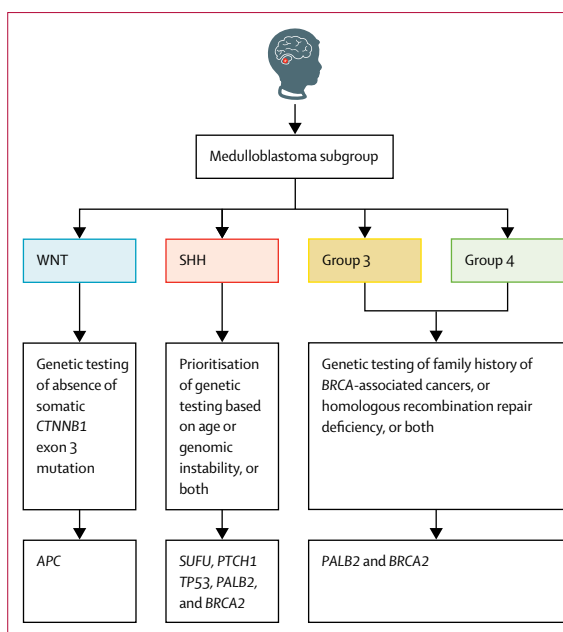 Medulloblastoma subgroup
WNT
SHH
Group 3
Group 4
Genetic testing
of absence of
somatic
CTNNB1
exon 3
mutation
Prioritisation
of genetic
testing based
on age or
genomic
instability, or
both
Genetic testing of family history of
BRCA-associated cancers, or
homologous recombination repair
deficiency, or both
APC
SUFU, PTCH1
TP53, PALB2,
and BRCA2
PALB2 and BRCA2